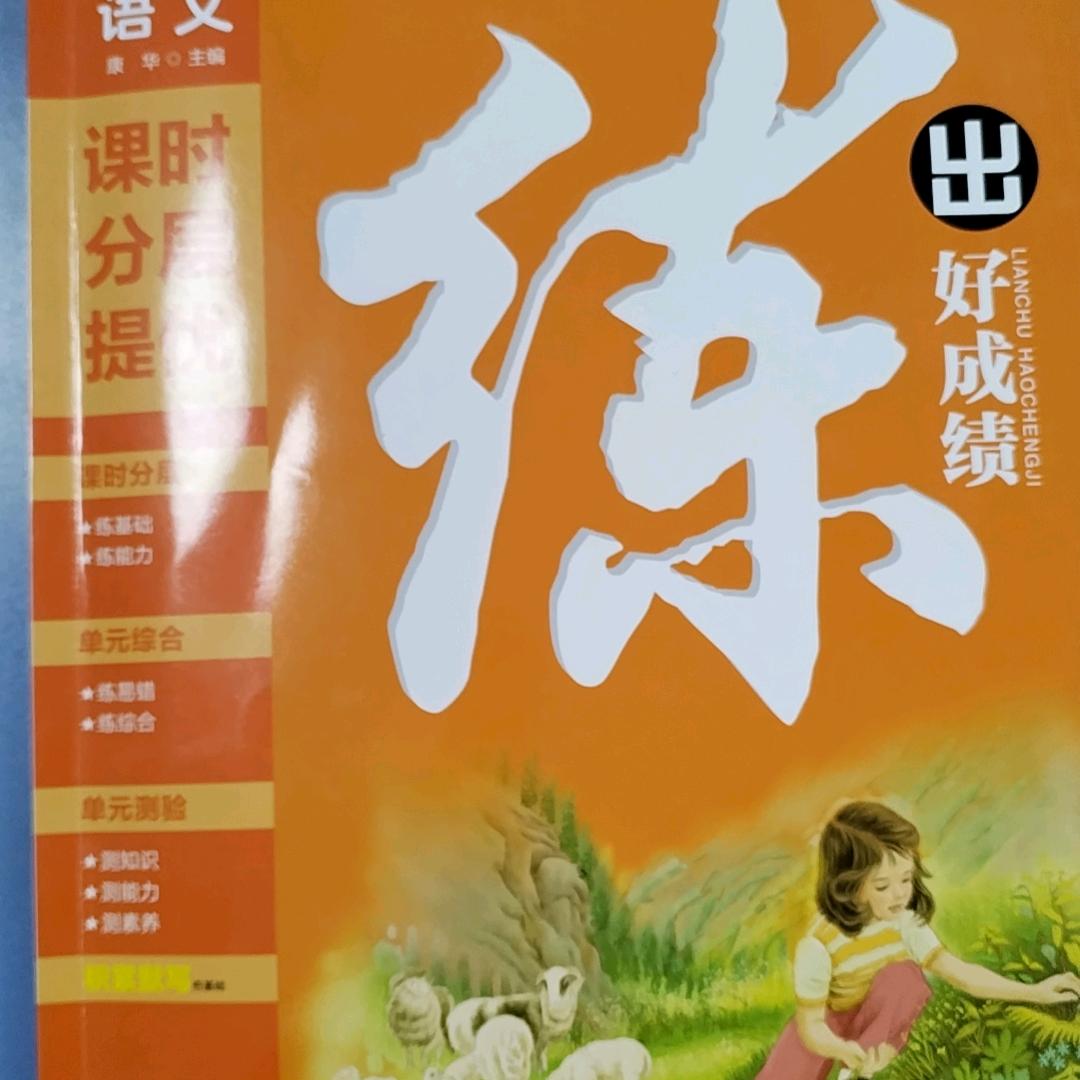 语文
康 华 主编
课时
分层
提优
课时分层
★练基础
★练能力
单元综合
★练易错
★练综合
单元测验
★测知识
★测能力
★测素养
练
出
好成绩
LIANCHU HAOCHENGJI